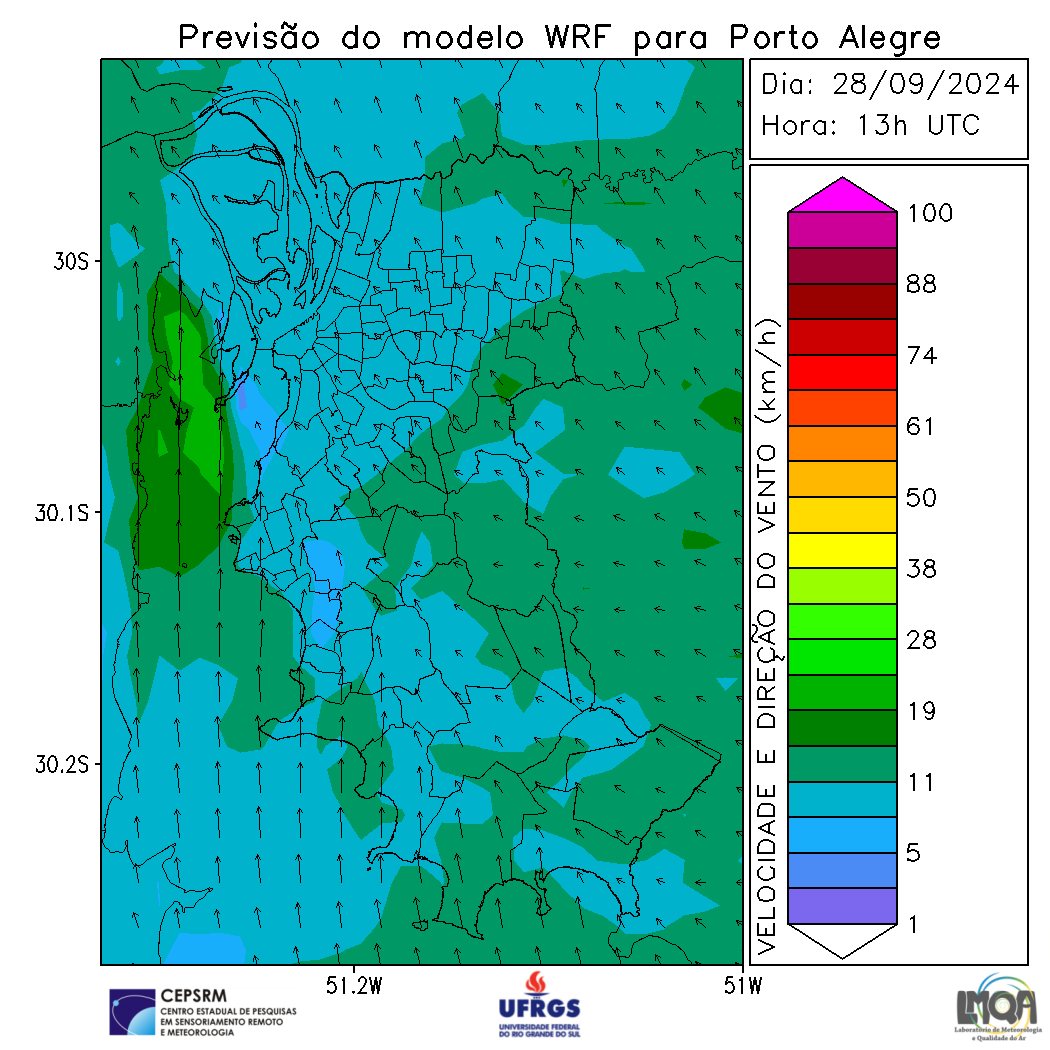 Previsão do modelo WRF para Porto Alegre
Dia: 28/09/2024
Hora: 13h UTC
30S
30.1S
30.2S
51.2W
51W
VELOCIDADE E DIREÇÃO DO VENTO (km/h)
100
88
74
61
50
38
28
19
11
5
1
CEPSRM
CENTRO ESTADUAL DE PESQUISAS
EM SENSORIAMENTO REMOTO
E METEOROLOGIA
UFRGS
UNIVERSIDADE FEDERAL
DO RIO GRANDE DO SUL
LMQA
Laboratório de Meteorologia
e Qualidade do Ar